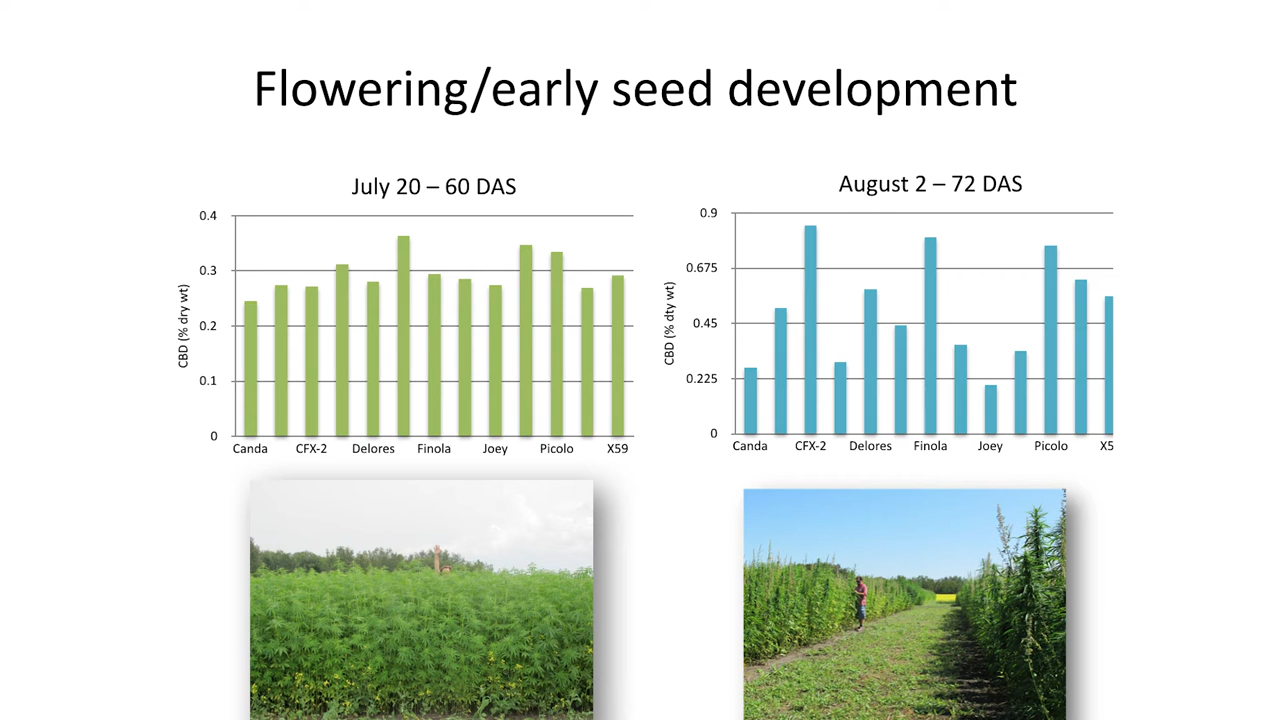 Flowering/early seed development
July 20 – 60 DAS
0.4
0.3
0.2
0.1
0
CBD (% dry wt)
Canda CFX-2 Delores Finola Joey Picolo X59
August 2 – 72 DAS
0.9
0.675
0.45
0.225
0
CBD (% dty wt)
Canda CFX-2 Delores Finola Joey Picolo X5